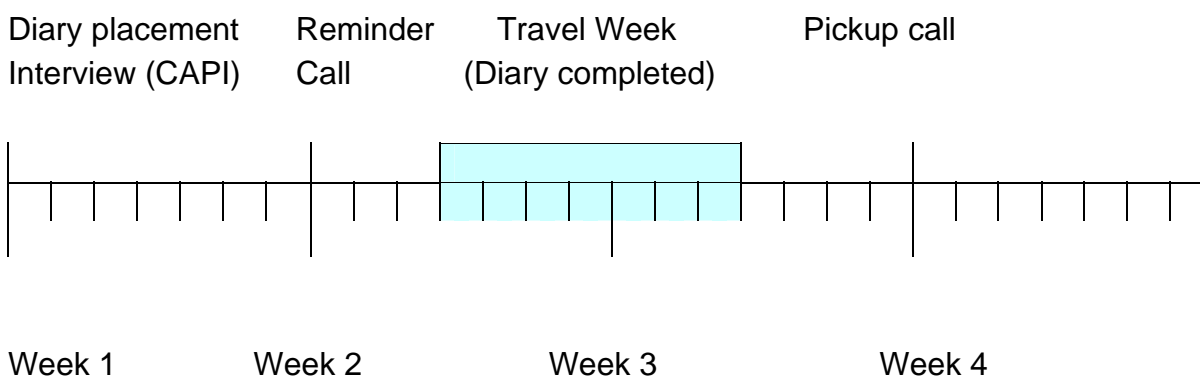 Diary placement Interview (CAPI)
Reminder Call
Travel Week (Diary completed)
Pickup call
Week 1
Week 2
Week 3
Week 4